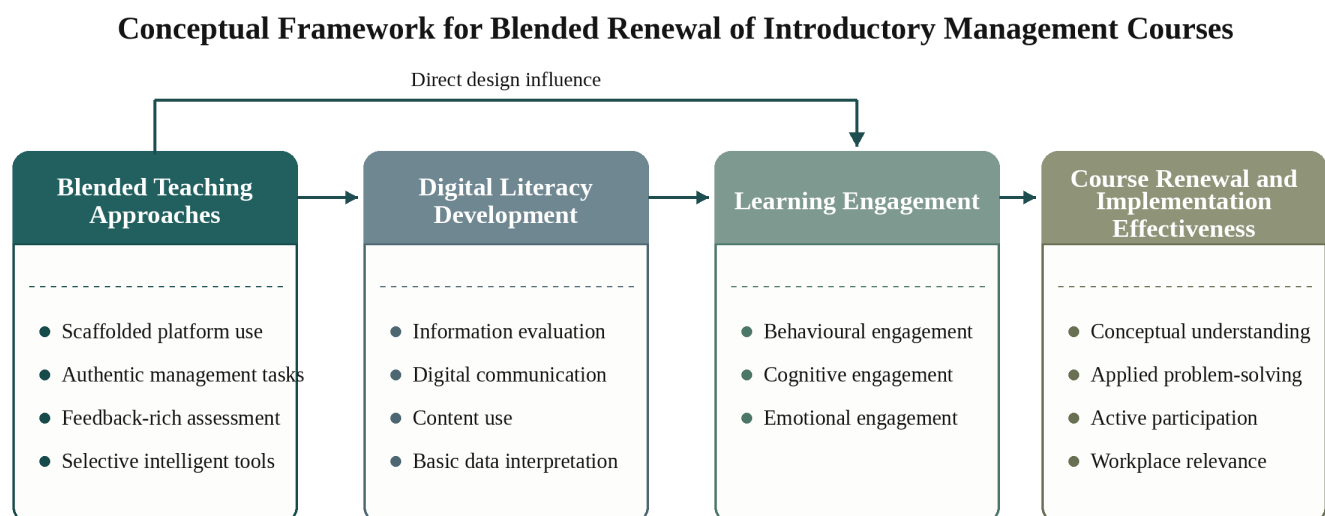 Conceptual Framework for Blended Renewal of Introductory Management Courses
Direct design influence
Blended Teaching
Approaches
Scaffolded platform use
Authentic management tasks
Feedback-rich assessment
Selective intelligent tools
Digital Literacy
Development
Information evaluation
Digital communication
Content use
Basic data interpretation
Learning Engagement
Behavioural engagement
Cognitive engagement
Emotional engagement
Course Renewal and
Implementation
Effectiveness
Conceptual understanding
Applied problem-solving
Active participation
Workplace relevance